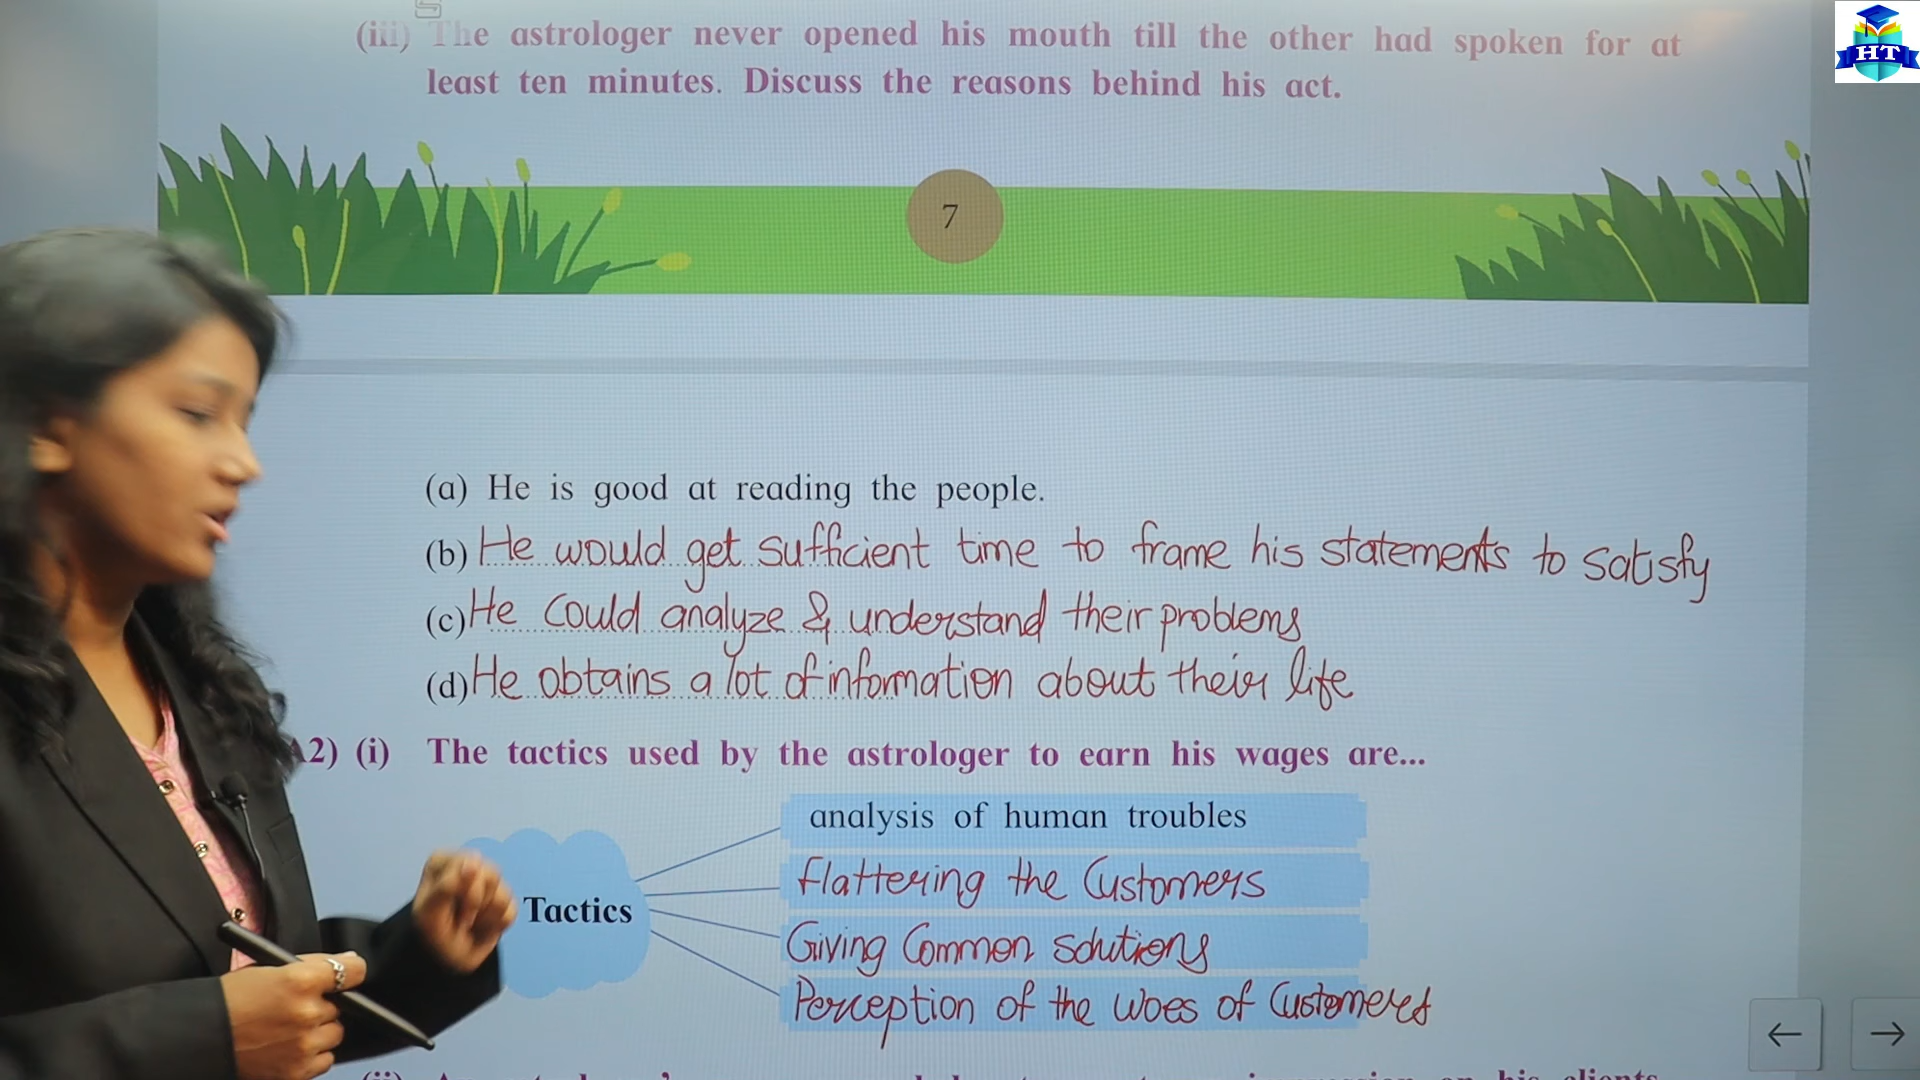 (iii) The astrologer never opened his mouth till the other had spoken for at
least ten minutes. Discuss the reasons behind his act.
HT
7
(a) He is good at reading the people.
(b) He would get sufficient time to frame his statements to satisfy
(c) He could analyze & understand their problems
(d) He obtains a lot of information about their life
A2) (i) The tactics used by the astrologer to earn his wages are...
analysis of human troubles
Flattering the Customers
Tactics
Giving Common Solutions
Perception of the woes of Customers
on his clients